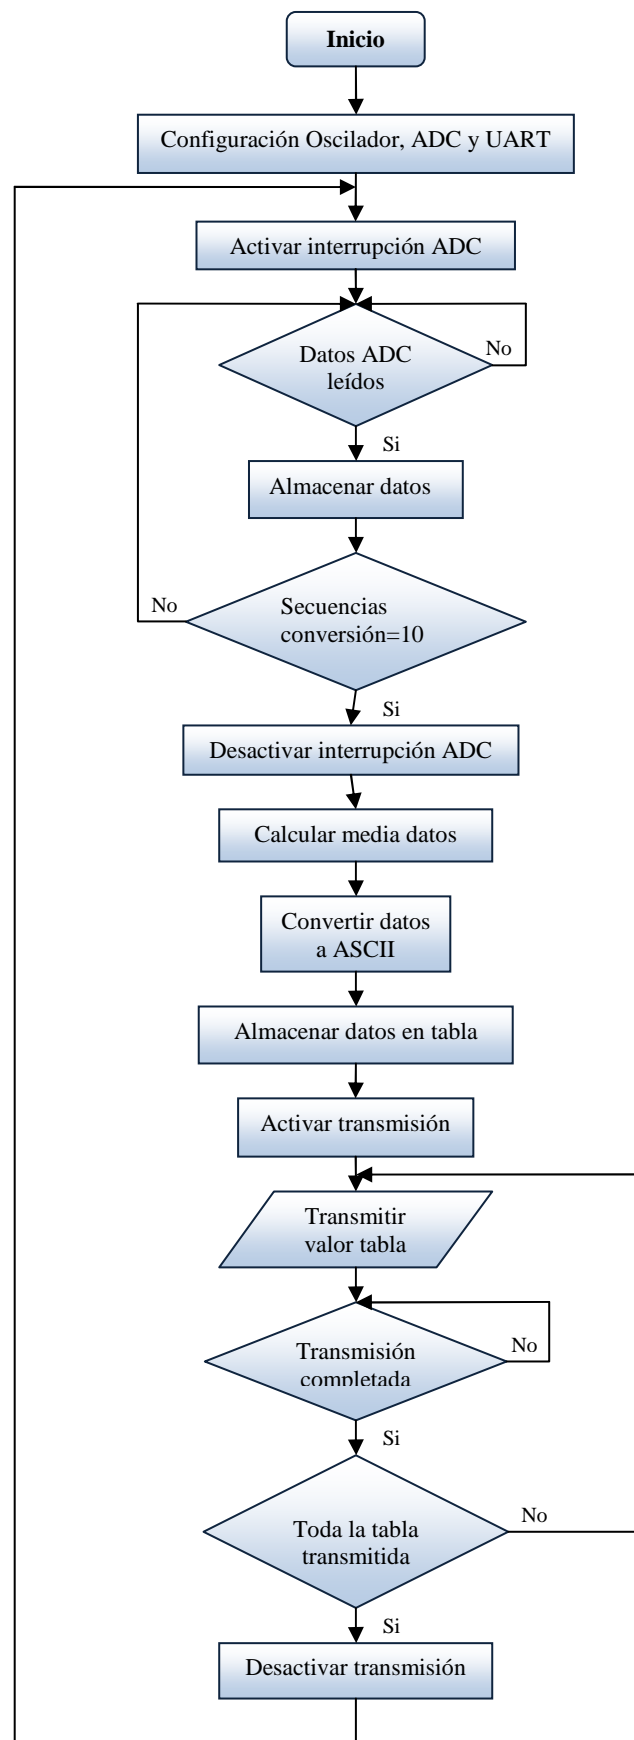 Inicio
Configuración Oscilador, ADC y UART
Activar interrupción ADC
Datos ADC
leídos
No
Si
Almacenar datos
Secuencias
conversión=10
No
Si
Desactivar interrupción ADC
Calcular media datos
Convertir datos
a ASCII
Almacenar datos en tabla
Activar transmisión
Transmitir
valor tabla
Transmisión
completada
No
Si
Toda la tabla
transmitida
No
Si
Desactivar transmisión